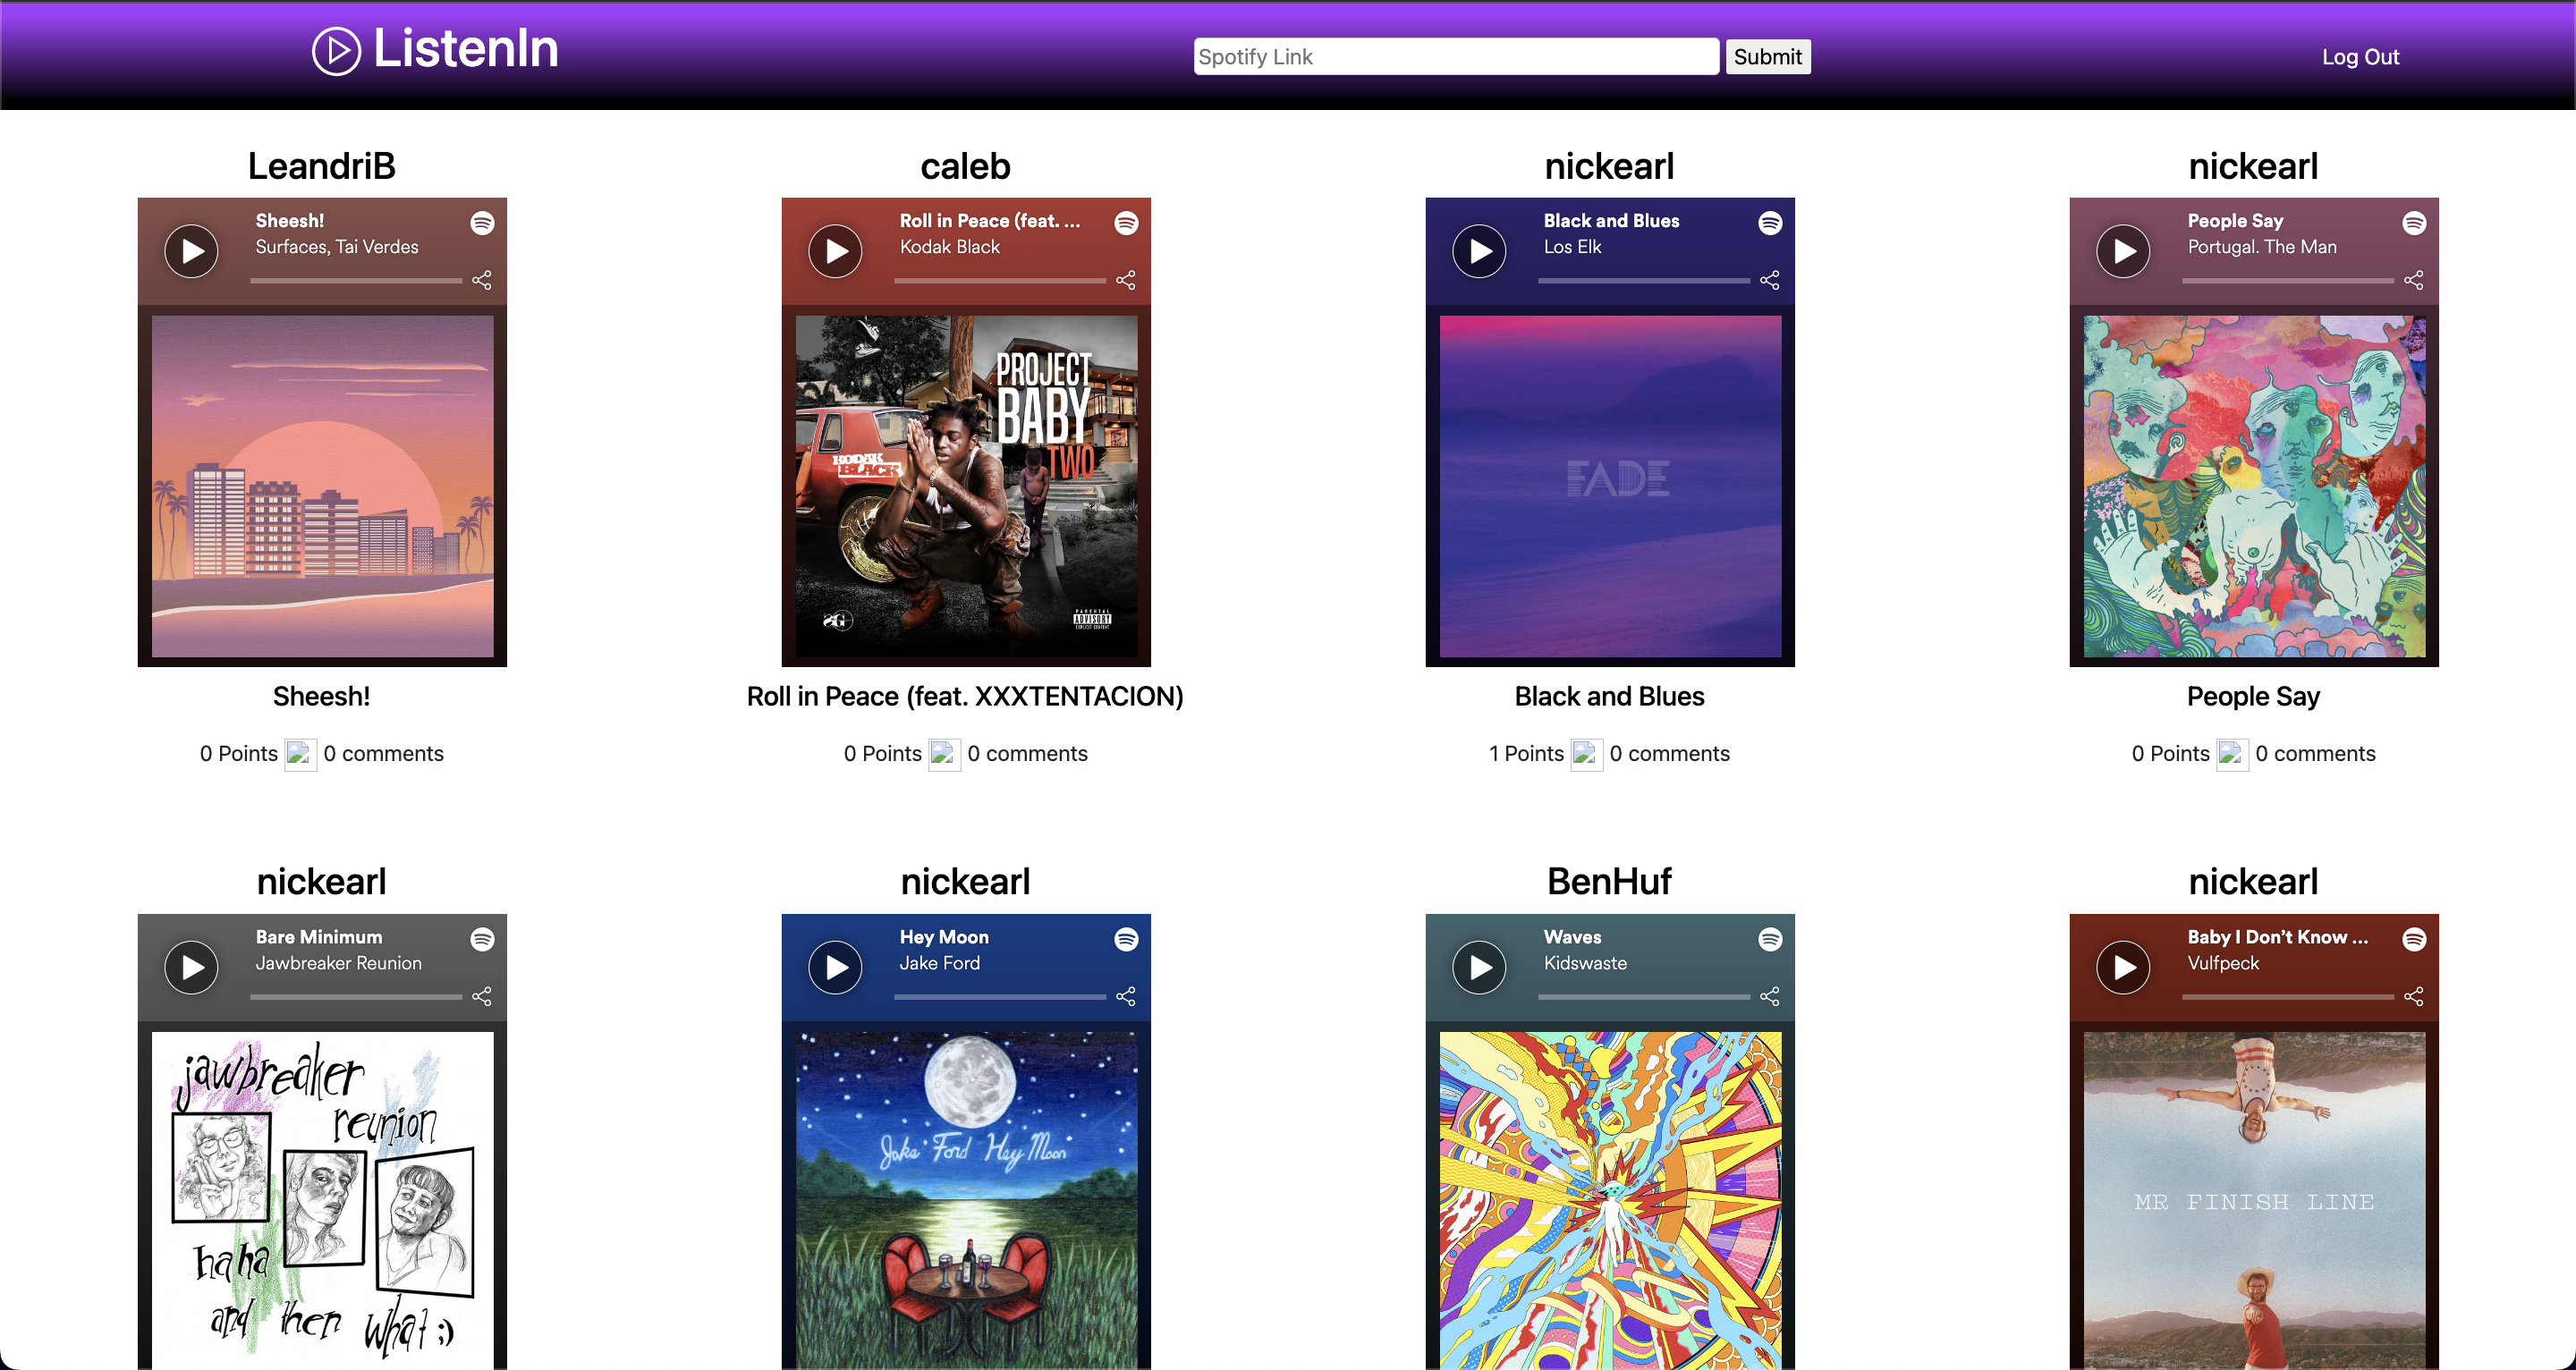 ListenIn
Spotify Link
Submit
Log Out
LeandriB
caleb
nickearl
nickearl
Sheesh!
Surfaces, Tai Verdes
Roll in Peace (feat. ...
Kodak Black
Black and Blues
Los Elk
People Say
Portugal. The Man
PROJECT
BABY
TWO
KODAK
BLACK
PARENTAL
ADVISORY
EXPLICIT CONTENT
FADE
Sheesh!
Roll in Peace (feat. XXXTENTACION)
Black and Blues
People Say
0 Points 0 comments
0 Points 0 comments
1 Points 0 comments
0 Points 0 comments
nickearl
nickearl
BenHuf
nickearl
Bare Minimum
Jawbreaker Reunion
Hey Moon
Jake Ford
Waves
Kidswaste
Baby I Don’t Know ...
Vulfpeck
jawbreaker
reunion
haha
and then what ;)
Jake Ford Hey Moon
MR FINISH LINE